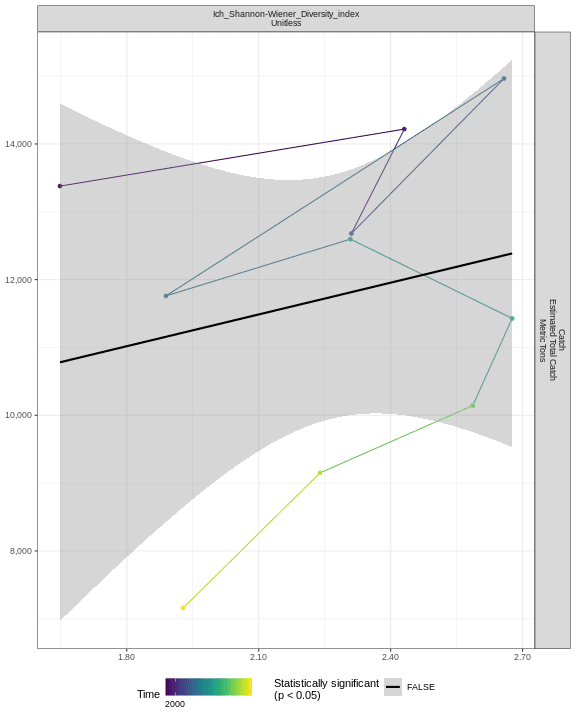 Ich_Shannon-Wiener_Diversity_index
Unitless
14,000
12,000
10,000
8,000
Catch
Estimated Total Catch
Metric Tons
1.80
2.10
2.40
2.70
Time
2000
Statistically significant
(p < 0.05)
FALSE